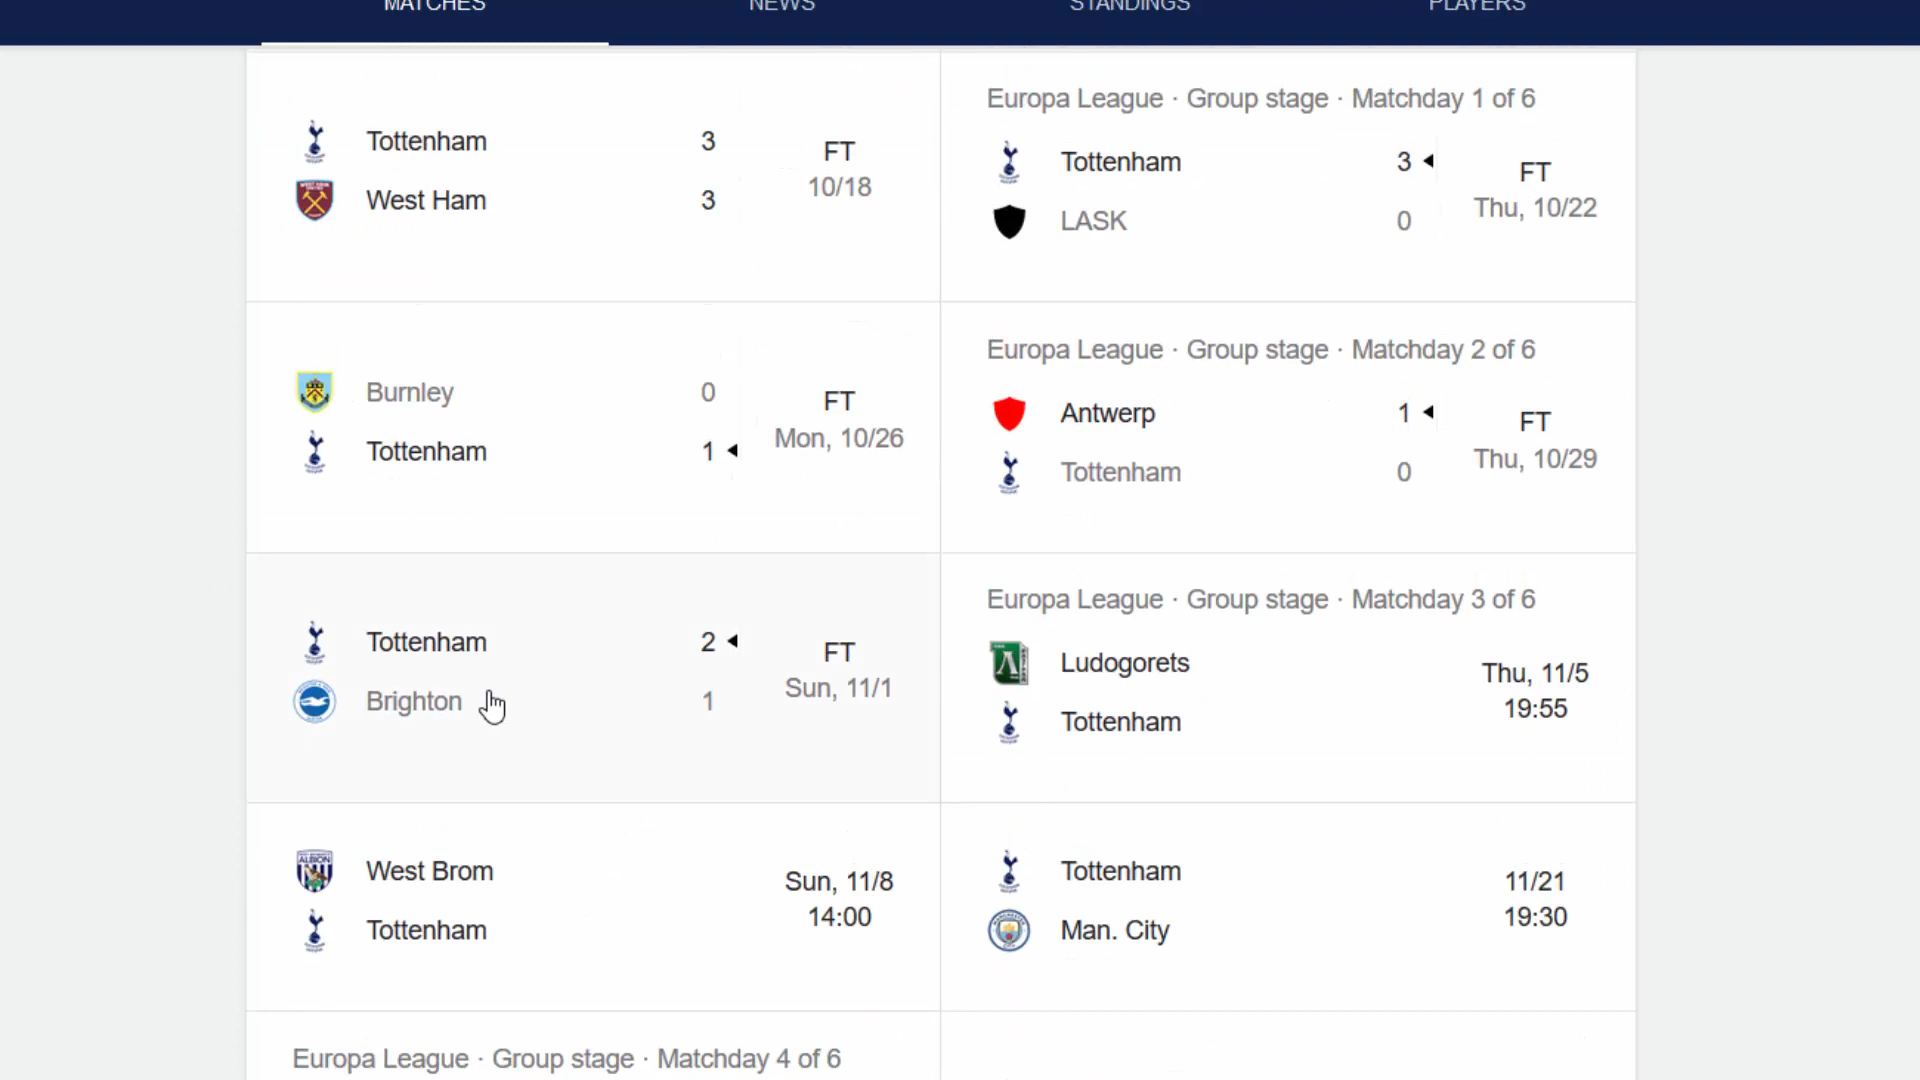 MATCHES
NEWS
STANDINGS
PLAYERS
Tottenham 3
West Ham 3
FT
10/18
Europa League · Group stage · Matchday 1 of 6
Tottenham 3
LASK 0
FT
Thu, 10/22
Burnley 0
Tottenham 1
FT
Mon, 10/26
Europa League · Group stage · Matchday 2 of 6
Antwerp 1
Tottenham 0
FT
Thu, 10/29
Tottenham 2
Brighton 1
FT
Sun, 11/1
Europa League · Group stage · Matchday 3 of 6
Ludogorets
Tottenham
Thu, 11/5
19:55
West Brom
Tottenham
Sun, 11/8
14:00
Tottenham
Man. City
11/21
19:30
Europa League · Group stage · Matchday 4 of 6